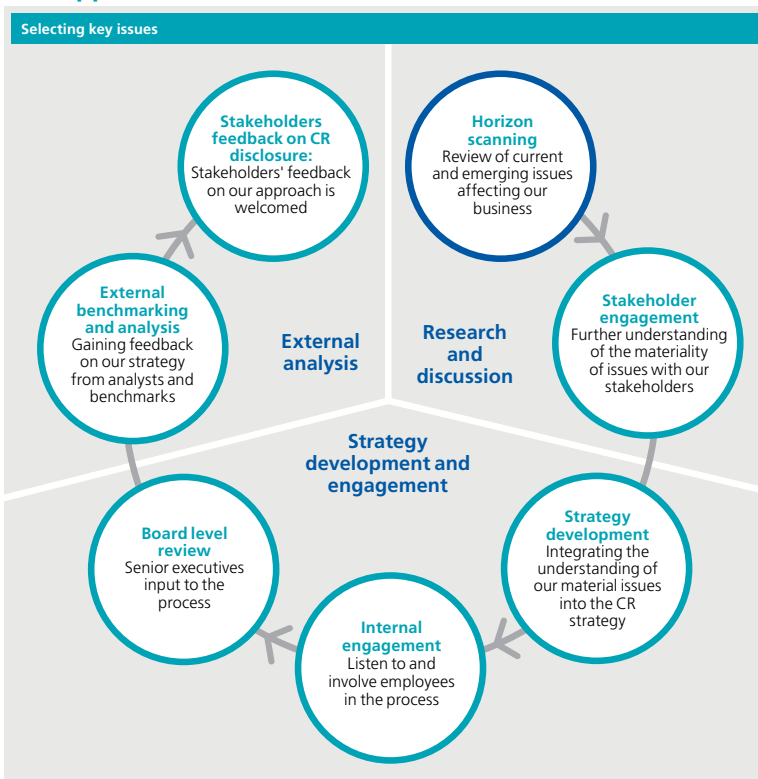 Selecting key issues
Stakeholders
feedback on CR
disclosure:
Stakeholders' feedback
on our approach is
welcomed
Horizon
scanning
Review of current
and emerging issues
affecting our
business
External
benchmarking
and analysis
Gaining feedback
on our strategy
from analysts and
benchmarks
External
analysis
Research
and
discussion
Stakeholder
engagement
Further understanding
of the materiality
of issues with our
stakeholders
Strategy
development and
engagement
Board level
review
Senior executives
input to the
process
Strategy
development
Integrating the
understanding of
our material issues
into the CR
strategy
Internal
engagement
Listen to and
involve employees
in the process